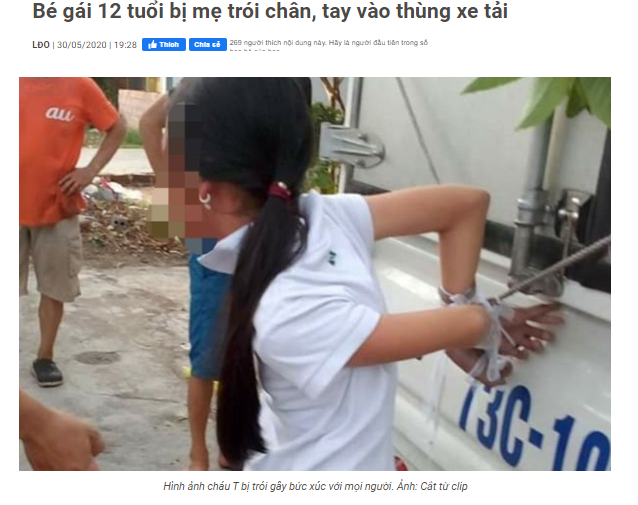 Bé gái 12 tuổi bị mẹ trói chân, tay vào thùng xe tải
LĐO | 30/05/2020 | 19:28 Thích Chia sẻ 269 người thích nội dung này. Hãy là người đầu tiên trong số
au
73C-10
Hình ảnh cháu T bị trói gây bức xúc với mọi người. Ảnh: Cắt từ clip